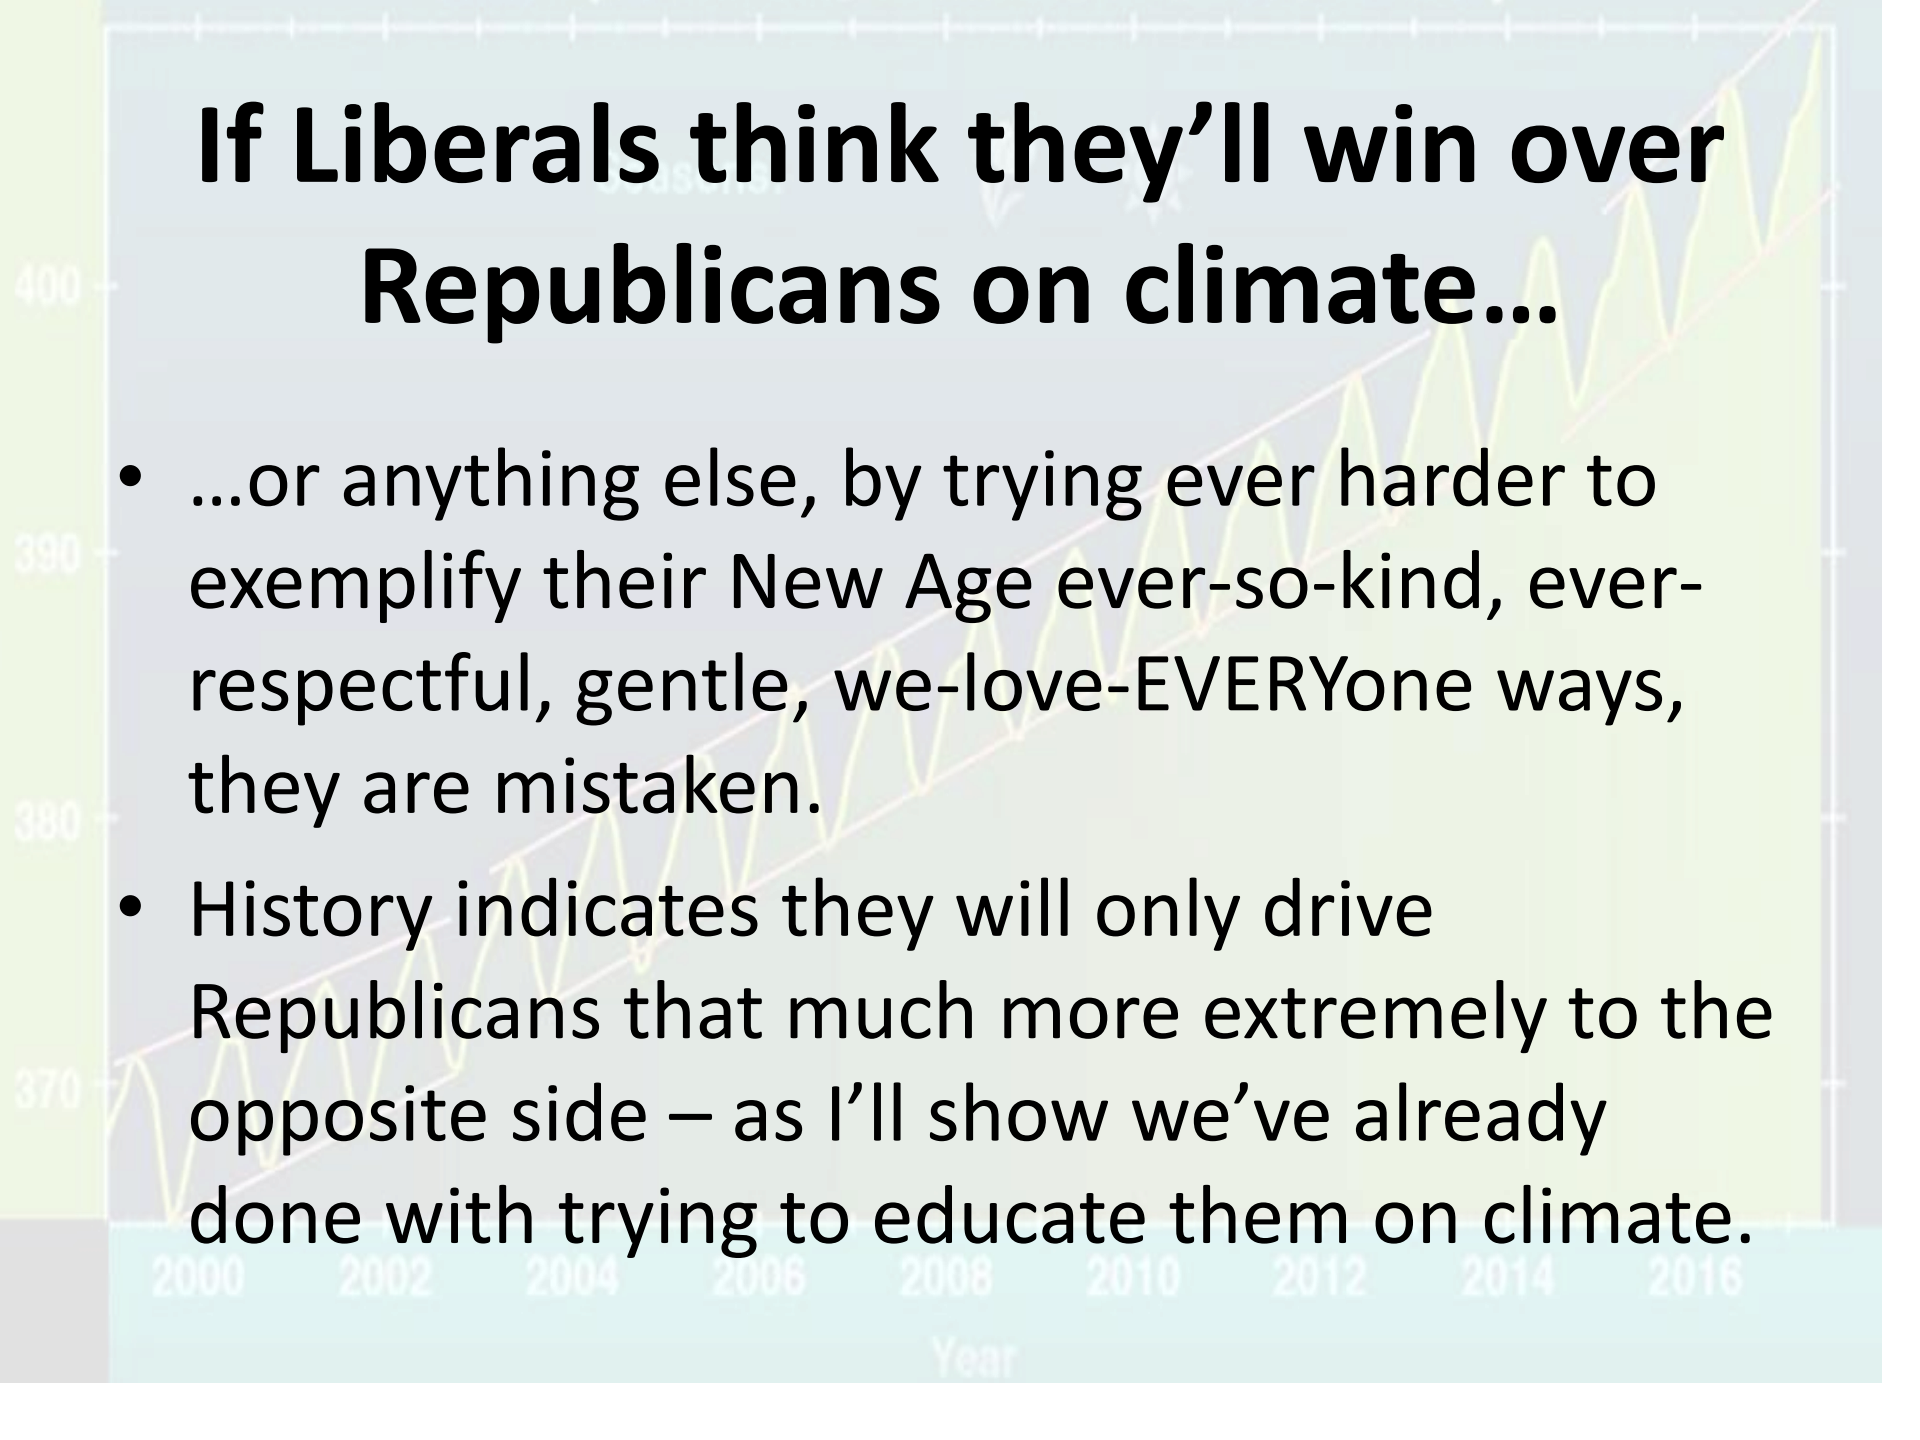 If Liberals think they’ll win over
Republicans on climate…
Seasons:
400
• …or anything else, by trying ever harder to
390
exemplify their New Age ever-so-kind, ever-
respectful, gentle, we-love-EVERYone ways,
380
they are mistaken.
• History indicates they will only drive
Republicans that much more extremely to the
370
opposite side – as I’ll show we’ve already
done with trying to educate them on climate.
2000 2002 2004 2006 2008 2010 2012 2014 2016
Year